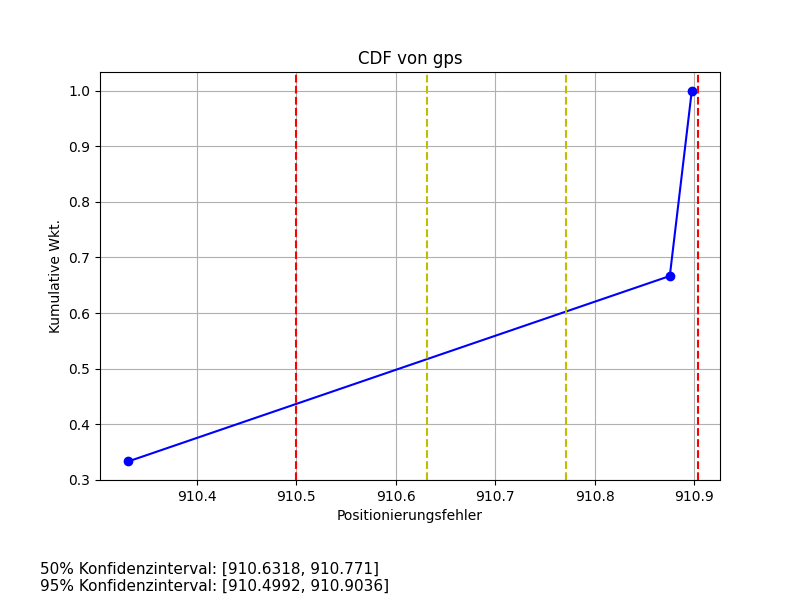 CDF von gps
Kumulative Wkt.
1.0
0.9
0.8
0.7
0.6
0.5
0.4
0.3
910.4 910.5 910.6 910.7 910.8 910.9
Positionierungsfehler
50% Konfidenzinterval: [910.6318, 910.771]
95% Konfidenzinterval: [910.4992, 910.9036]